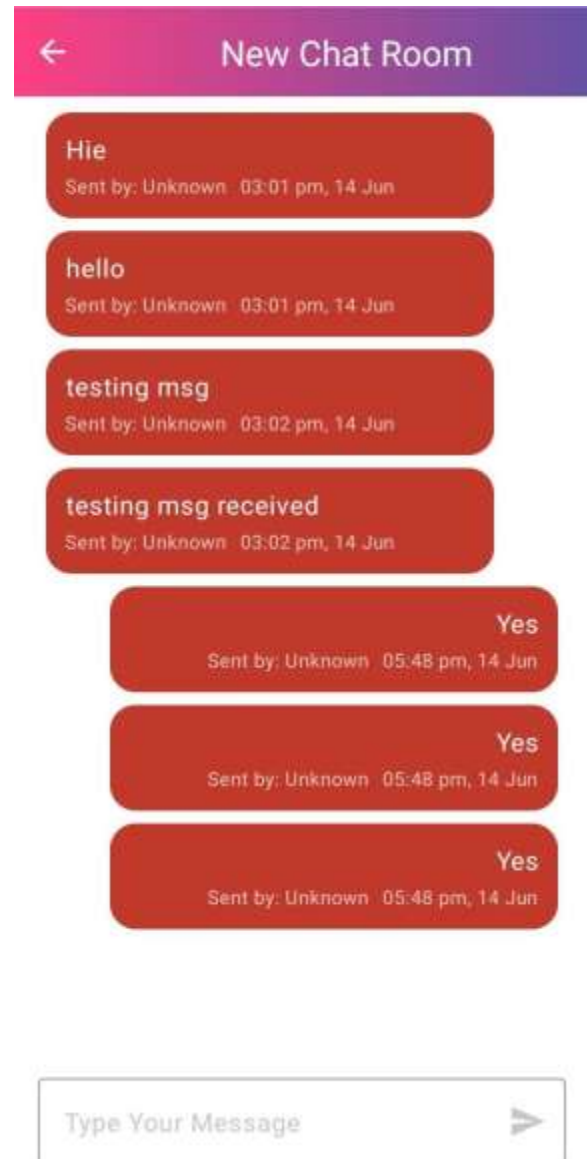 New Chat Room
Hie
Sent by: Unknown 03:01 pm, 14 Jun
hello
Sent by: Unknown 03:01 pm, 14 Jun
testing msg
Sent by: Unknown 03:02 pm, 14 Jun
testing msg received
Sent by: Unknown 03:02 pm, 14 Jun
Yes
Sent by: Unknown 05:48 pm, 14 Jun
Yes
Sent by: Unknown 05:48 pm, 14 Jun
Yes
Sent by: Unknown 05:48 pm, 14 Jun
Type Your Message